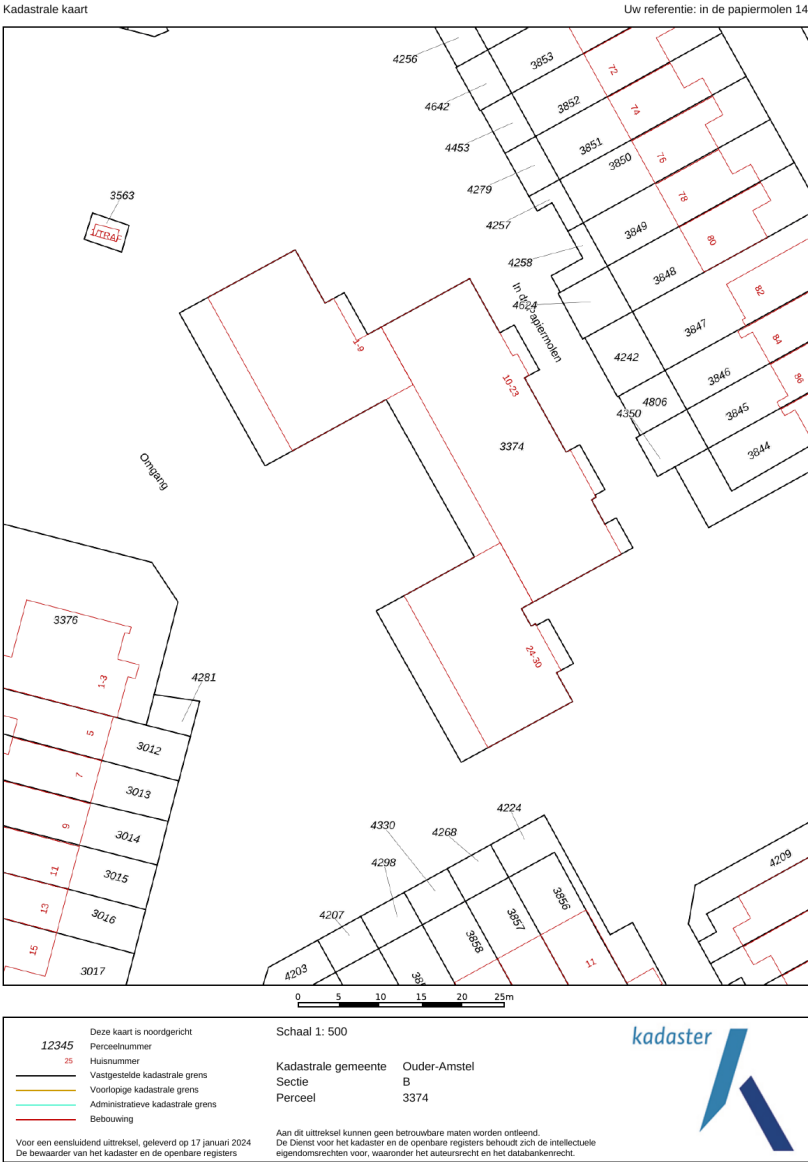 Kadastrale kaart
Uw referentie: in de papiermolen 14
4256
3853
72
4642
3852
74
4453
3851
3850
76
4279
78
3563
4257
3849
80
1/TRAF
4258
3848
82
In de Papiermolen
4624
3847
84
1-9
4242
3846
86
10-23
4806
3845
4350
3374
3844
Omgang
3376
24-30
1-3
4281
5
3012
7
3013
9
3014
4330
4268
4224
4298
4209
11
3015
3856
13
3016
4207
3857
3858
15
3017
4203
385
11
0 5 10 15 20 25m
Deze kaart is noordgericht
12345 Perceelnummer
25 Huisnummer
Vastgestelde kadastrale grens
Voorlopige kadastrale grens
Administratieve kadastrale grens
Bebouwing
Voor een eensluidend uittreksel, geleverd op 17 januari 2024
De bewaarder van het kadaster en de openbare registers
Schaal 1: 500
Kadastrale gemeente Ouder-Amstel
Sectie B
Perceel 3374
Aan dit uittreksel kunnen geen betrouwbare maten worden ontleend.
De Dienst voor het kadaster en de openbare registers behoudt zich de intellectuele
eigendomsrechten voor, waaronder het auteursrecht en het databankenrecht.
kadaster